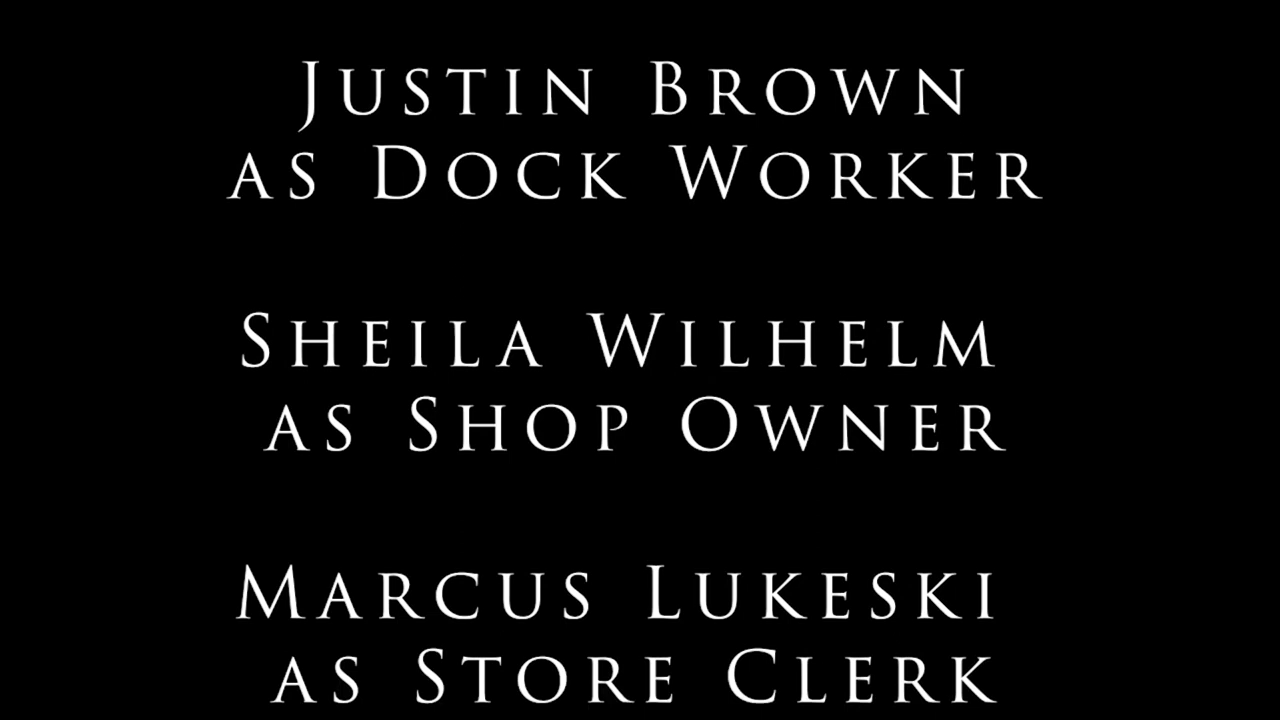 Justin Brown
as Dock Worker
Sheila Wilhelm
as Shop Owner
Marcus Lukeski
as Store Clerk